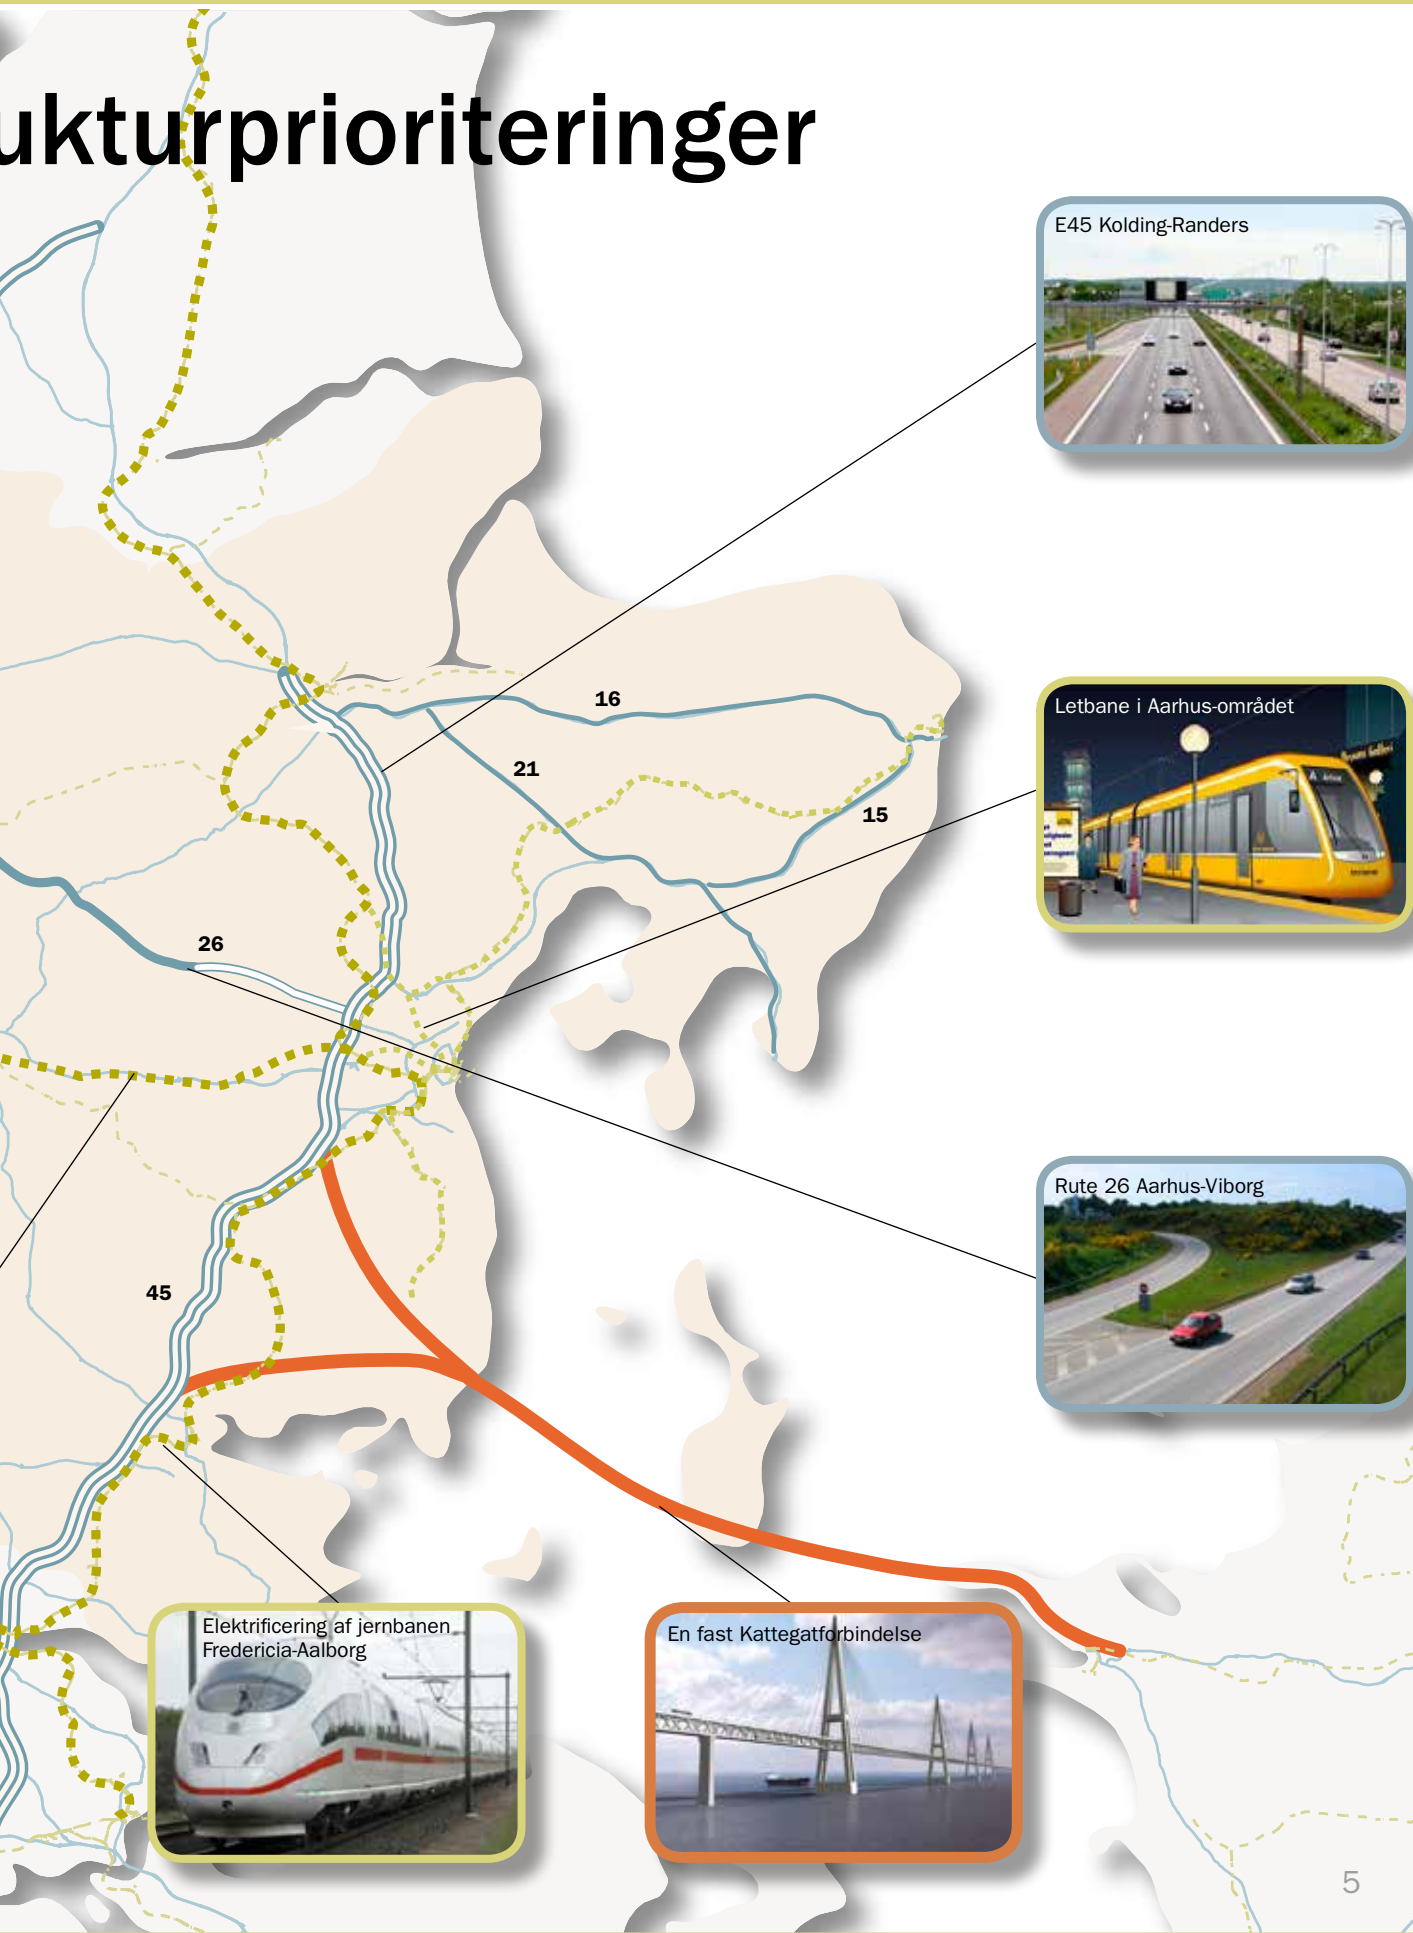 ukturprioriteringer
E45 Kolding-Randers
16
Letbane i Aarhus-området
21
15
26
Rute 26 Aarhus-Viborg
45
Elektrificering af jernbanen
Fredericia-Aalborg
En fast Kattegatforbindelse
5